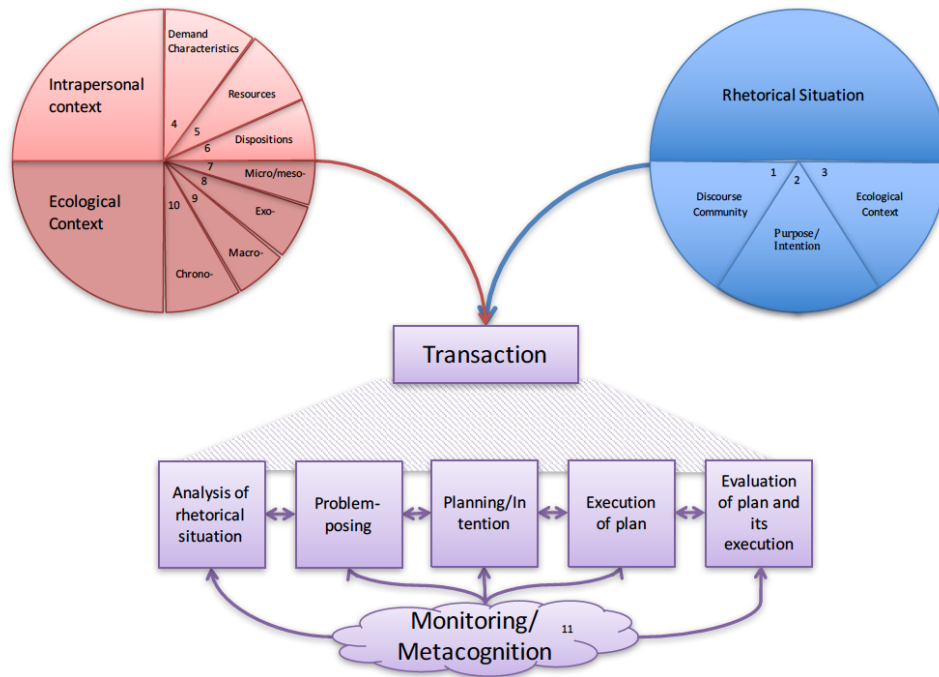 Demand
Characteristics
Intrapersonal
context
Resources
4
5
6
Dispositions
7
Micro/meso-
8
Ecological
Context
10
9
Exo-
Macro-
Chrono-
Rhetorical Situation
1
2
3
Discourse
Community
Ecological
Context
Purpose/
Intention
Transaction
Analysis of
rhetorical
situation
Problem-
posing
Planning/In
tention
Execution
of plan
Evaluation
of plan and
its
execution
Monitoring/
Metacognition
11